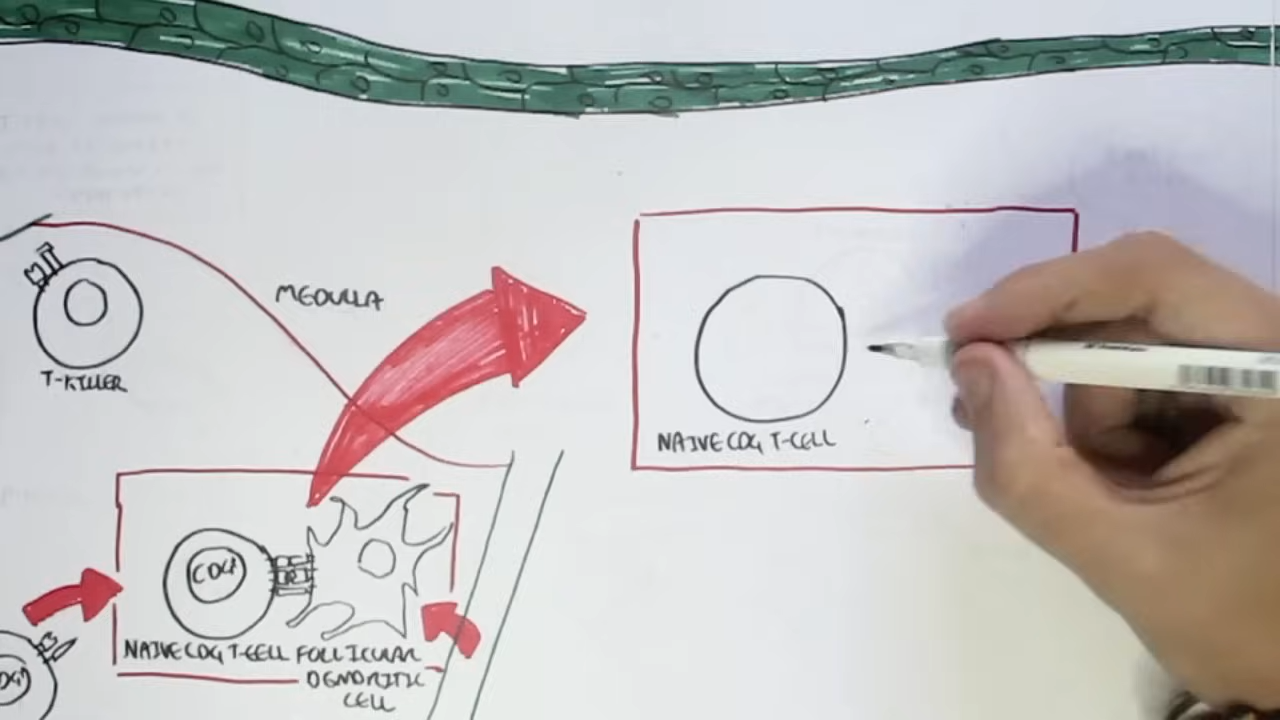 MEDULLA
T-KILLER
NAIVE CD4 T-CELL
CD4
NAIVE CD4 T-CELL FOLLICULAR
DENDRITIC
CELL